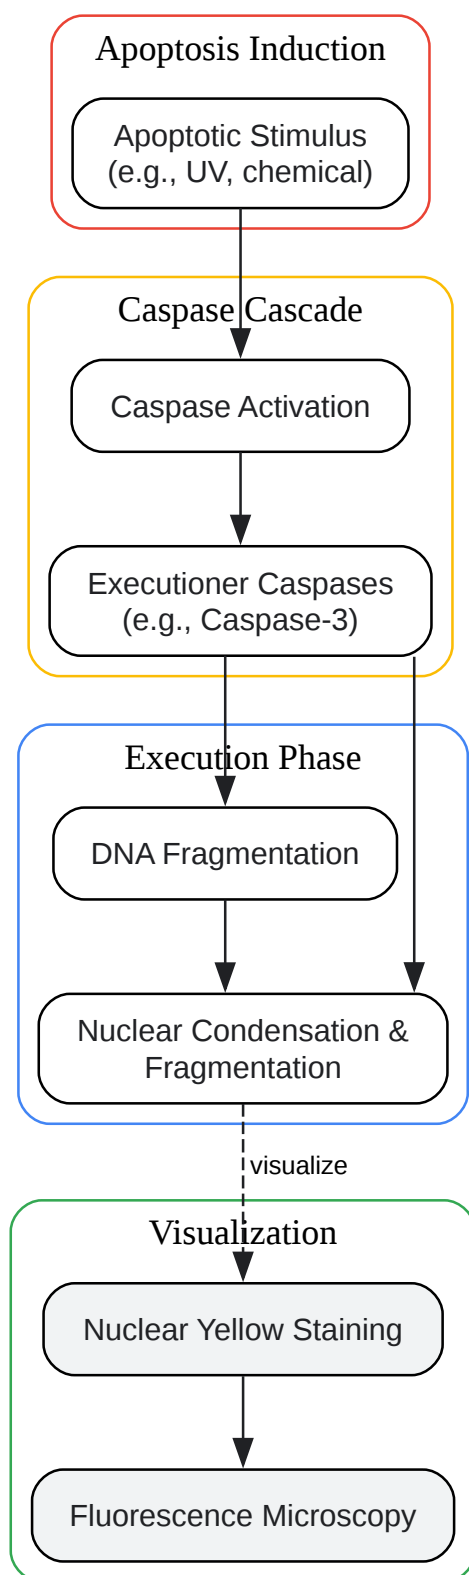 Apoptosis Induction
Apoptotic Stimulus
(e.g., UV, chemical)
Caspase Cascade
Caspase Activation
Executioner Caspases
(e.g., Caspase-3)
Execution Phase
DNA Fragmentation
Nuclear Condensation &
Fragmentation
visualize
Visualization
Nuclear Yellow Staining
Fluorescence Microscopy